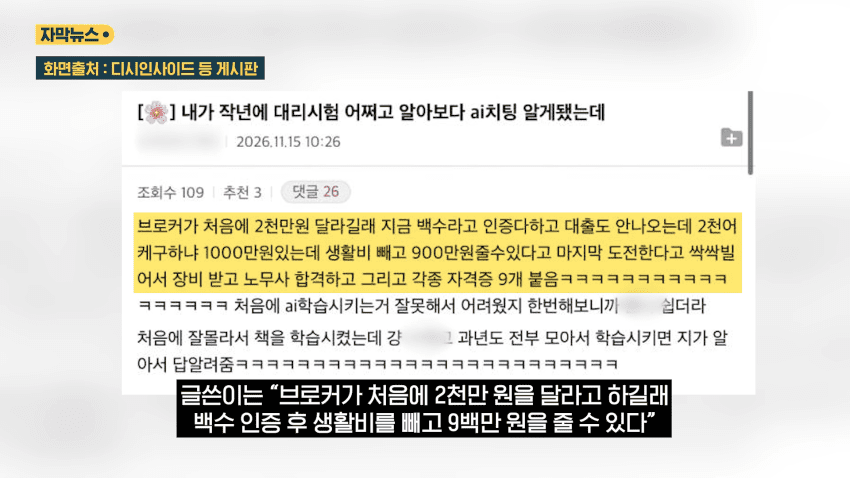 자막뉴스
화면출처 : 디시인사이드 등 게시판
[] 내가 작년에 대리시험 어쩌고 알아보다 ai치팅 알게됐는데
2026.11.15 10:26
조회수 109 추천 3 댓글 26
브로커가 처음에 2천만원 달라길래 지금 백수라고 인증다하고 대출도 안나오는데 2천어
케구하냐 1000만원있는데 생활비 빼고 900만원줄수있다고 마지막 도전한다고 싹싹빌
어서 장비 받고 노무사 합격하고 그리고 각종 자격증 9개 붙음ㅋㅋㅋㅋㅋㅋㅋㅋㅋㅋㅋ
ㅋㅋㅋㅋㅋㅋ 처음에 ai학습시키는거 잘못해서 어려웠지 한번해보니까 쉽더라
처음에 잘몰라서 책을 학습시켰는데 걍 과년도 전부 모아서 학습시키면 지가 알
아서 답알려줌ㅋㅋㅋㅋㅋㅋㅋㅋㅋㅋㅋㅋㅋㅋㅋㅋㅋㅋㅋㅋㅋㅋㅋㅋㅋ
글쓴이는 “브로커가 처음에 2천만 원을 달라고 하길래
백수 인증 후 생활비를 빼고 9백만 원을 줄 수 있다”